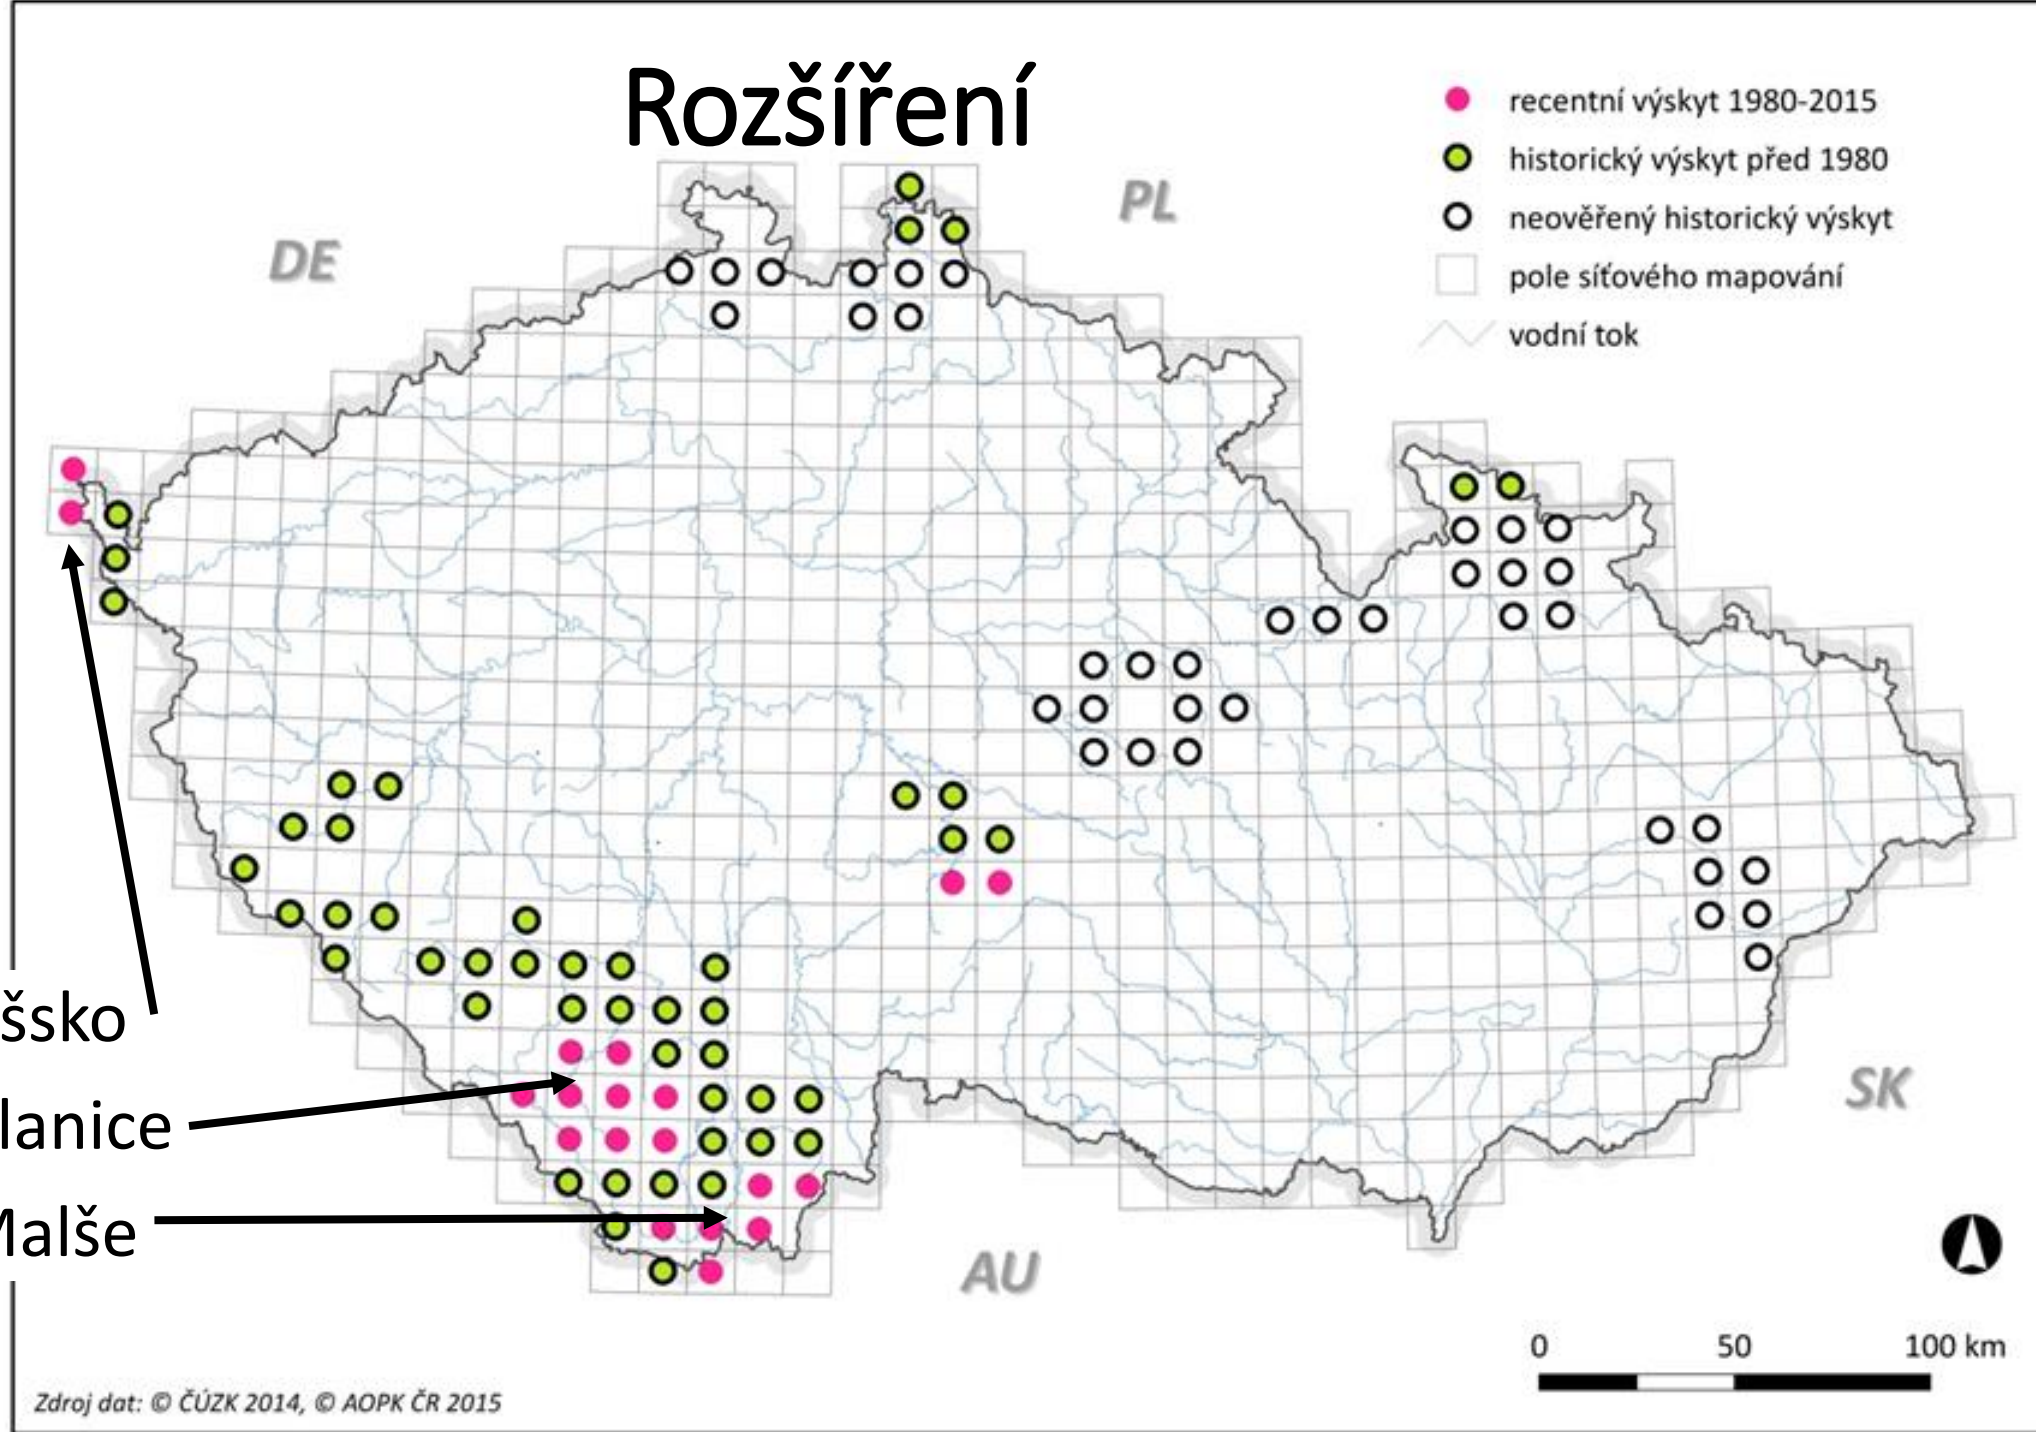 Rozšíření
recentní výskyt 1980-2015
historický výskyt před 1980
neověřený historický výskyt
pole síťového mapování
vodní tok
DE
PL
šsko
lanice
Malše
SK
AU
0 50 100 km
Zdroj dat: © ČÚZK 2014, © AOPK ČR 2015